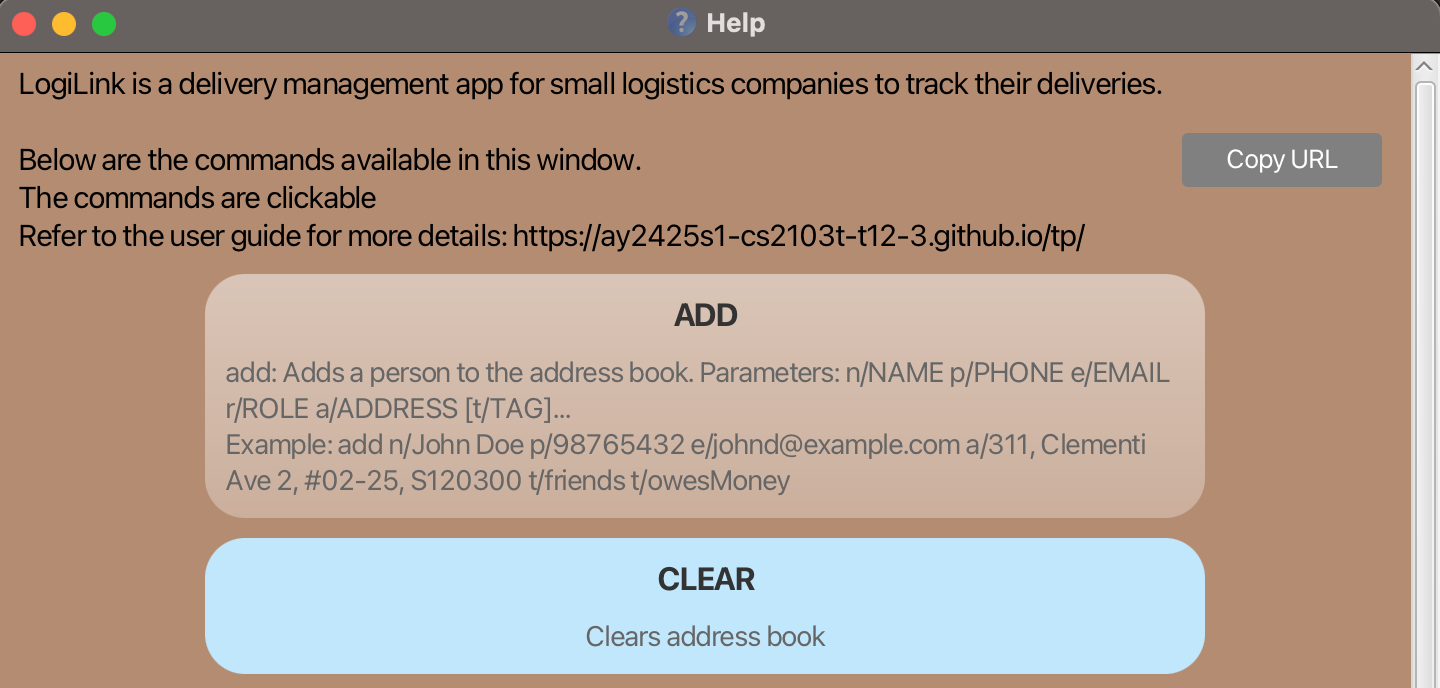 Help
LogiLink is a delivery management app for small logistics companies to track their deliveries.
Below are the commands available in this window.
Copy URL
The commands are clickable
Refer to the user guide for more details: https://ay2425s1-cs2103t-t12-3.github.io/tp/
ADD
add: Adds a person to the address book. Parameters: n/NAME p/PHONE e/EMAIL
r/ROLE a/ADDRESS [t/TAG]...
Example: add n/John Doe p/98765432 e/johnd@example.com a/311, Clementi
Ave 2, #02-25, S120300 t/friends t/owesMoney
CLEAR
Clears address book